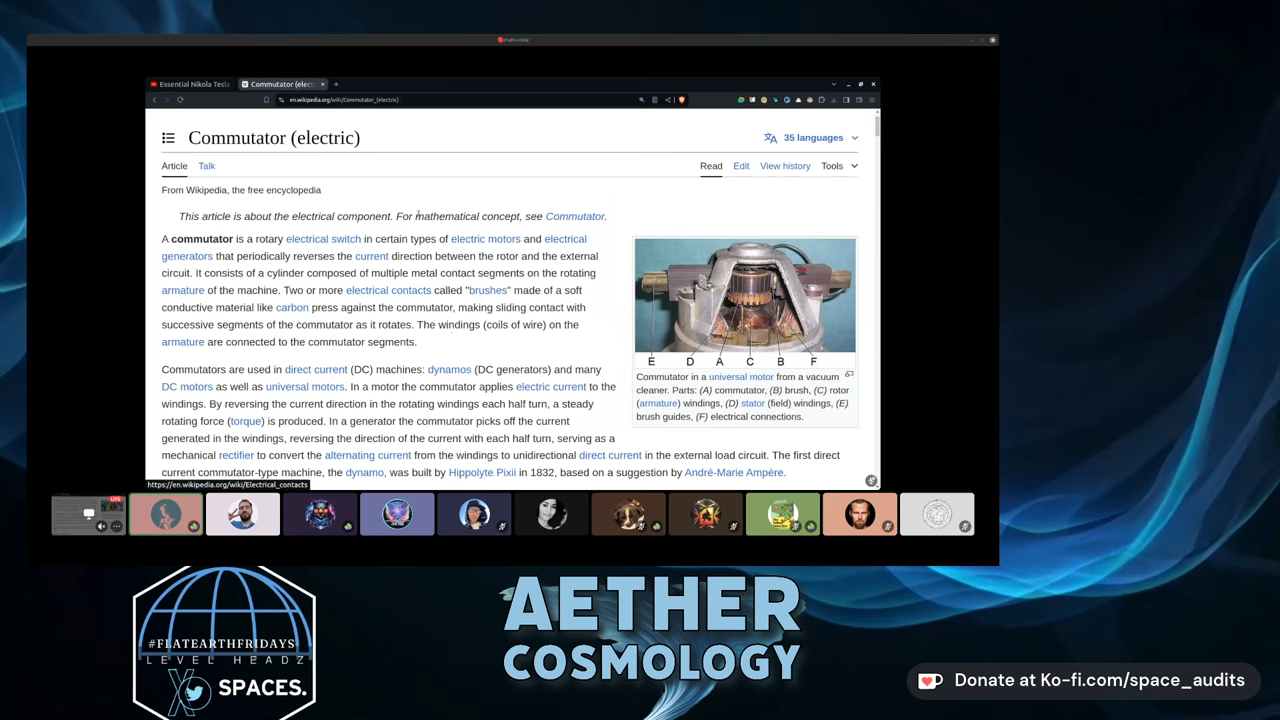 main-voice
Essential Nikola Tesla
Commutator (elec
en.wikipedia.org/wiki/Commutator_(electric)
Commutator (electric)
35 languages
Article Talk Read Edit View history Tools
From Wikipedia, the free encyclopedia
This article is about the electrical component. For mathematical concept, see Commutator.
A commutator is a rotary electrical switch in certain types of electric motors and electrical
generators that periodically reverses the current direction between the rotor and the external
circuit. It consists of a cylinder composed of multiple metal contact segments on the rotating
armature of the machine. Two or more electrical contacts called "brushes" made of a soft
conductive material like carbon press against the commutator, making sliding contact with
successive segments of the commutator as it rotates. The windings (coils of wire) on the
armature are connected to the commutator segments.
E D A C B F
Commutator in a universal motor from a vacuum
cleaner. Parts: (A) commutator, (B) brush, (C) rotor
(armature) windings, (D) stator (field) windings, (E)
brush guides, (F) electrical connections.
Commutators are used in direct current (DC) machines: dynamos (DC generators) and many
DC motors as well as universal motors. In a motor the commutator applies electric current to the
windings. By reversing the current direction in the rotating windings each half turn, a steady
rotating force (torque) is produced. In a generator the commutator picks off the current
generated in the windings, reversing the direction of the current with each half turn, serving as a
mechanical rectifier to convert the alternating current from the windings to unidirectional direct current in the external load circuit. The first direct
current commutator-type machine, the dynamo, was built by Hippolyte Pixii in 1832, based on a suggestion by André-Marie Ampère.
https://en.wikipedia.org/wiki/Electrical_contacts
LIVE
#FLATEARTHFRIDAYS
LEVEL HEADZ
X SPACES.
AETHER
COSMOLOGY
Donate at Ko-fi.com/space_audits